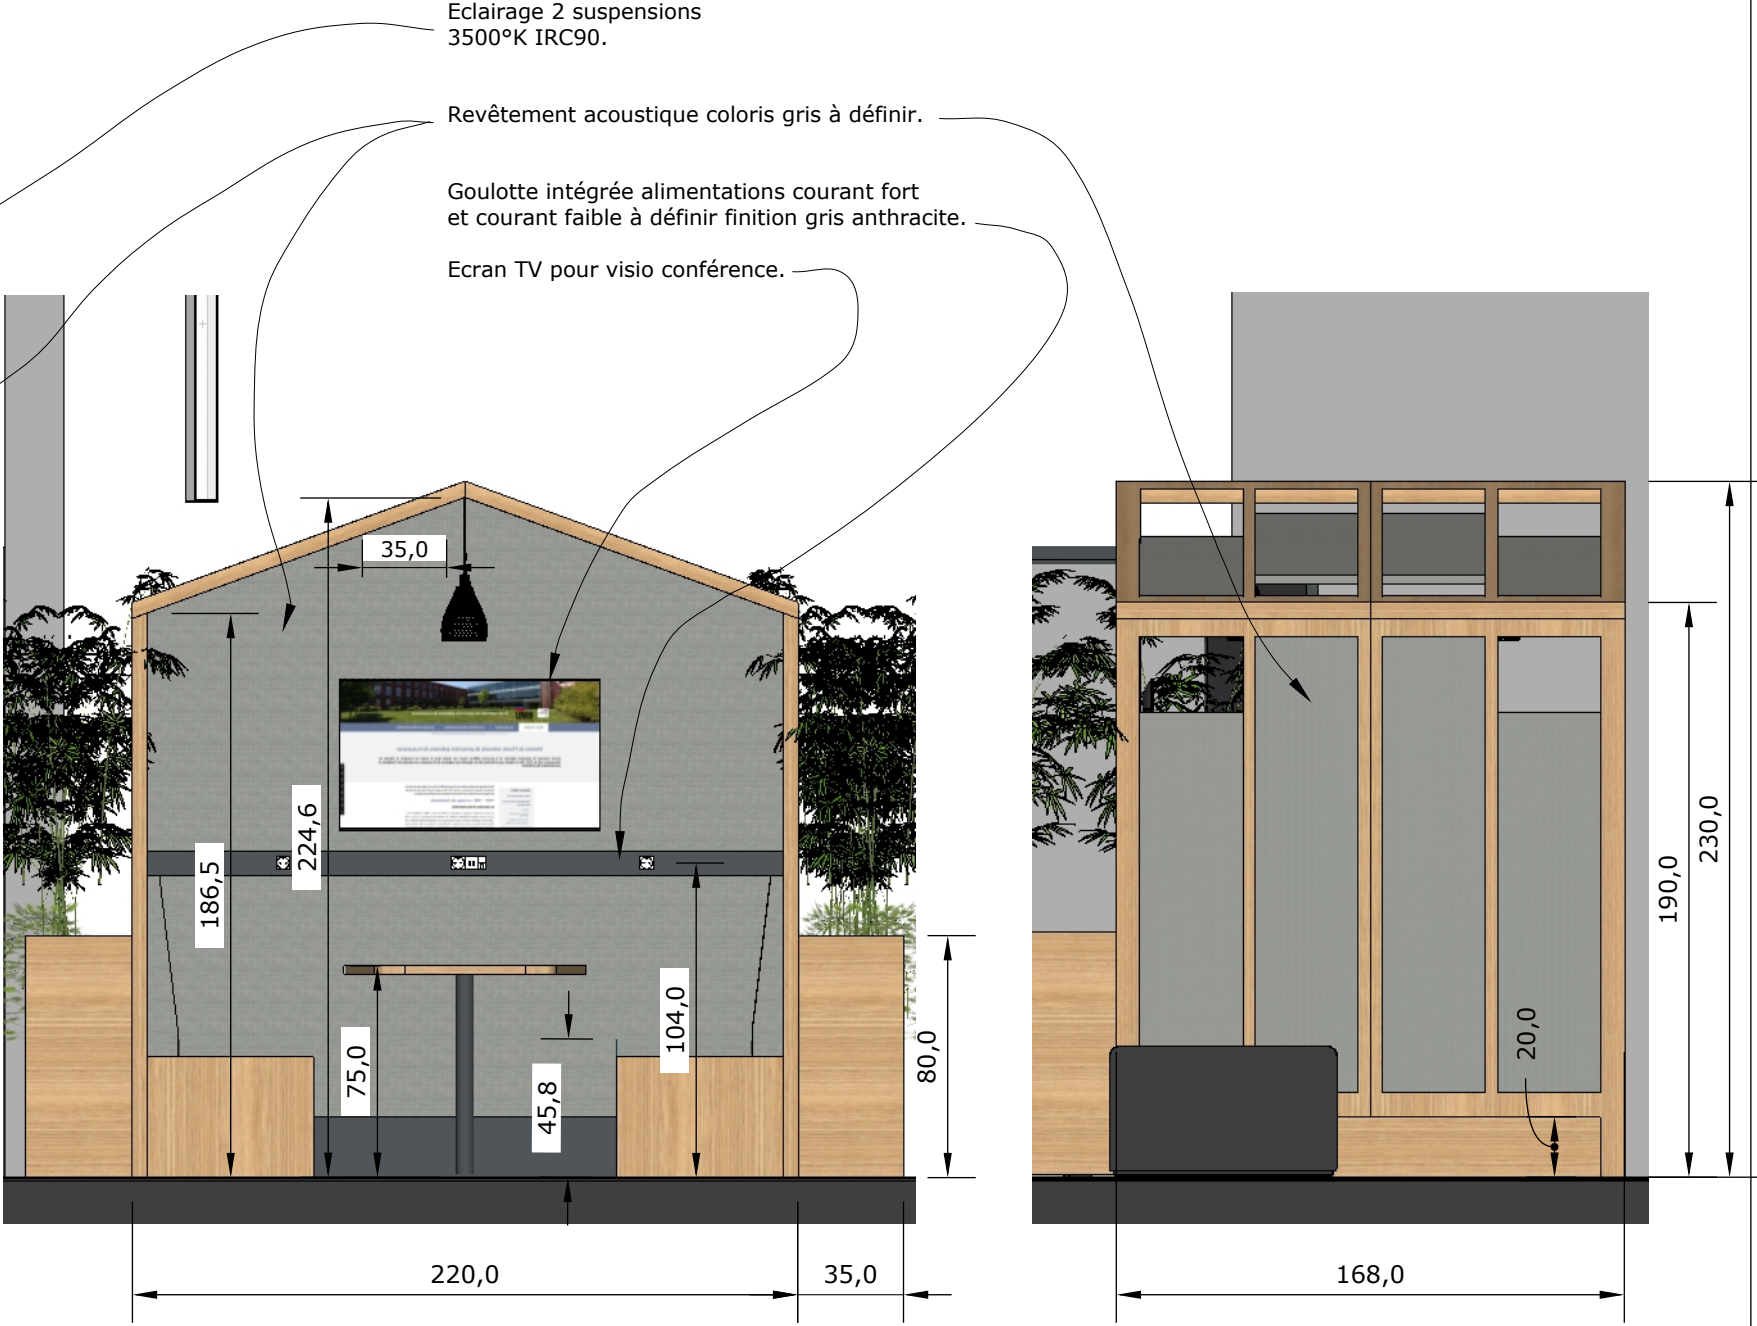 Eclairage 2 suspensions
3500°K IRC90.
Revêtement acoustique coloris gris à définir.
Goulotte intégrée alimentations courant fort
et courant faible à définir finition gris anthracite.
Ecran TV pour visio conférence.
35,0
224,6
186,5
75,0
45,8
104,0
80,0
220,0
35,0
20,0
190,0
230,0
168,0